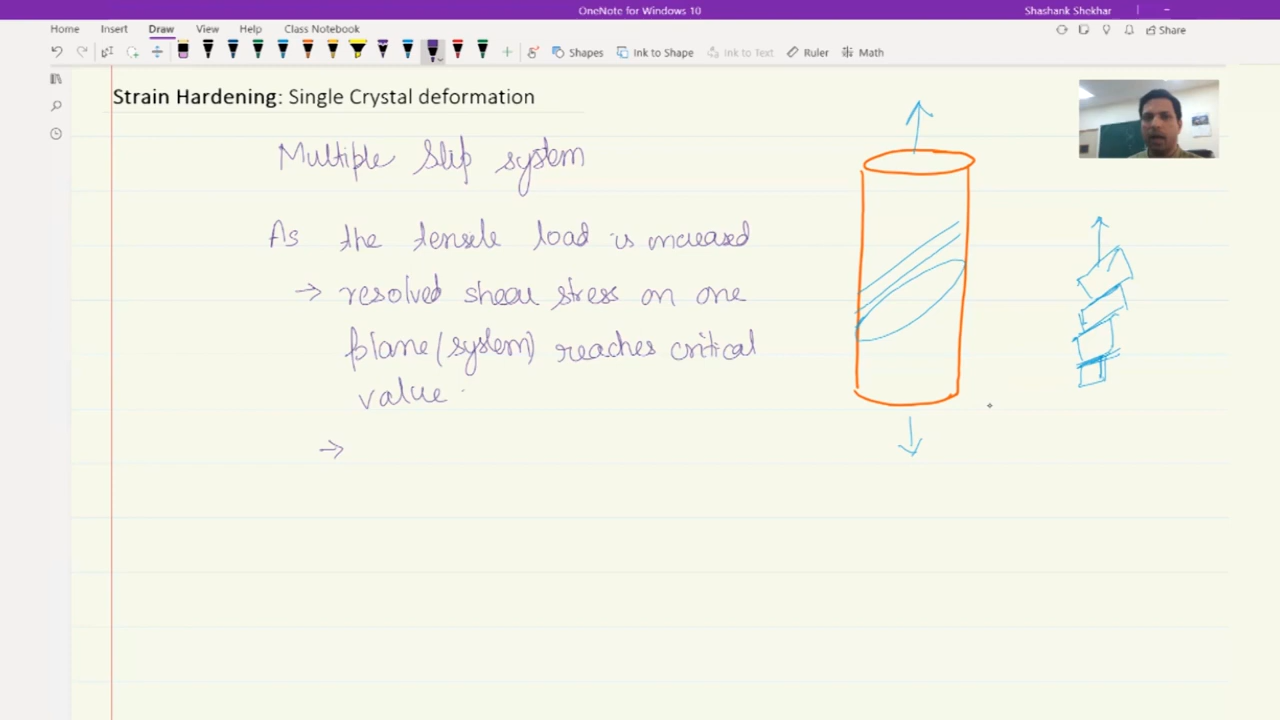 OneNote for Windows 10
Shashank Shekhar
Home Insert Draw View Help Class Notebook
Share
Shapes Ink to Shape Ink to Text Ruler Math
Strain Hardening: Single Crystal deformation
Multiple Slip system
As the tensile load is increased
→ resolved shear stress on one
plane (system) reaches critical
value.
→